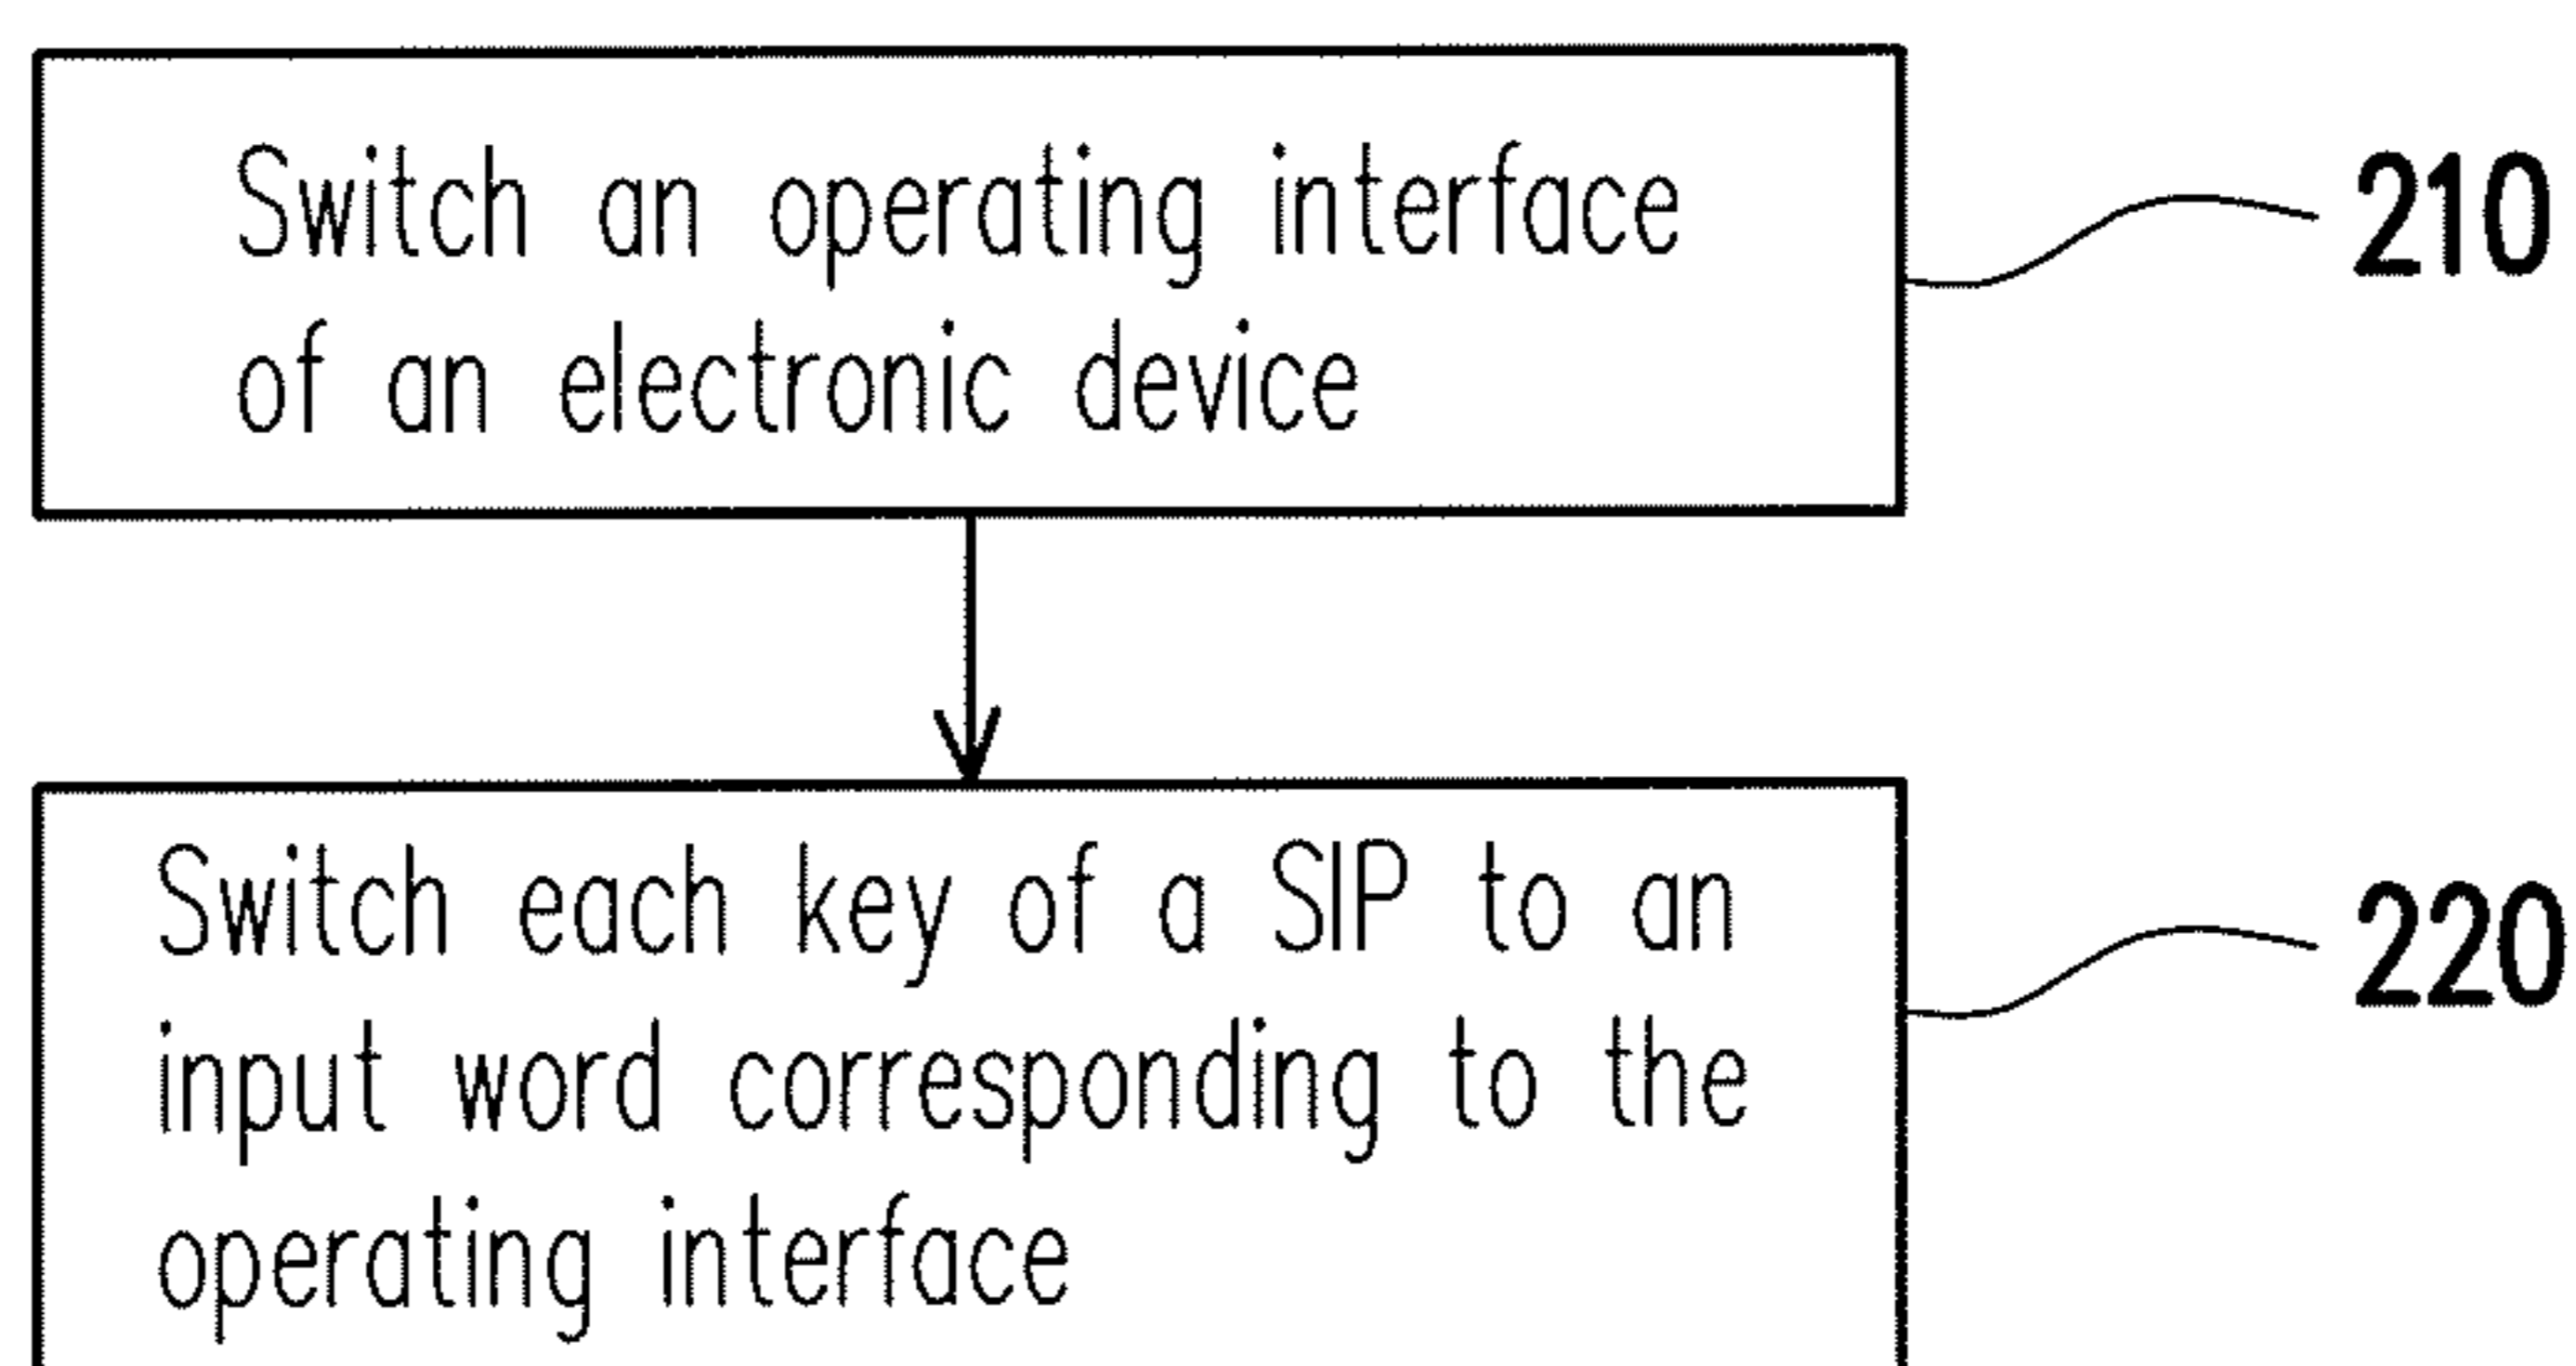 Switch an operating interface
of an electronic device
210
Switch each key of a SIP to an
input word corresponding to the
operating interface
220